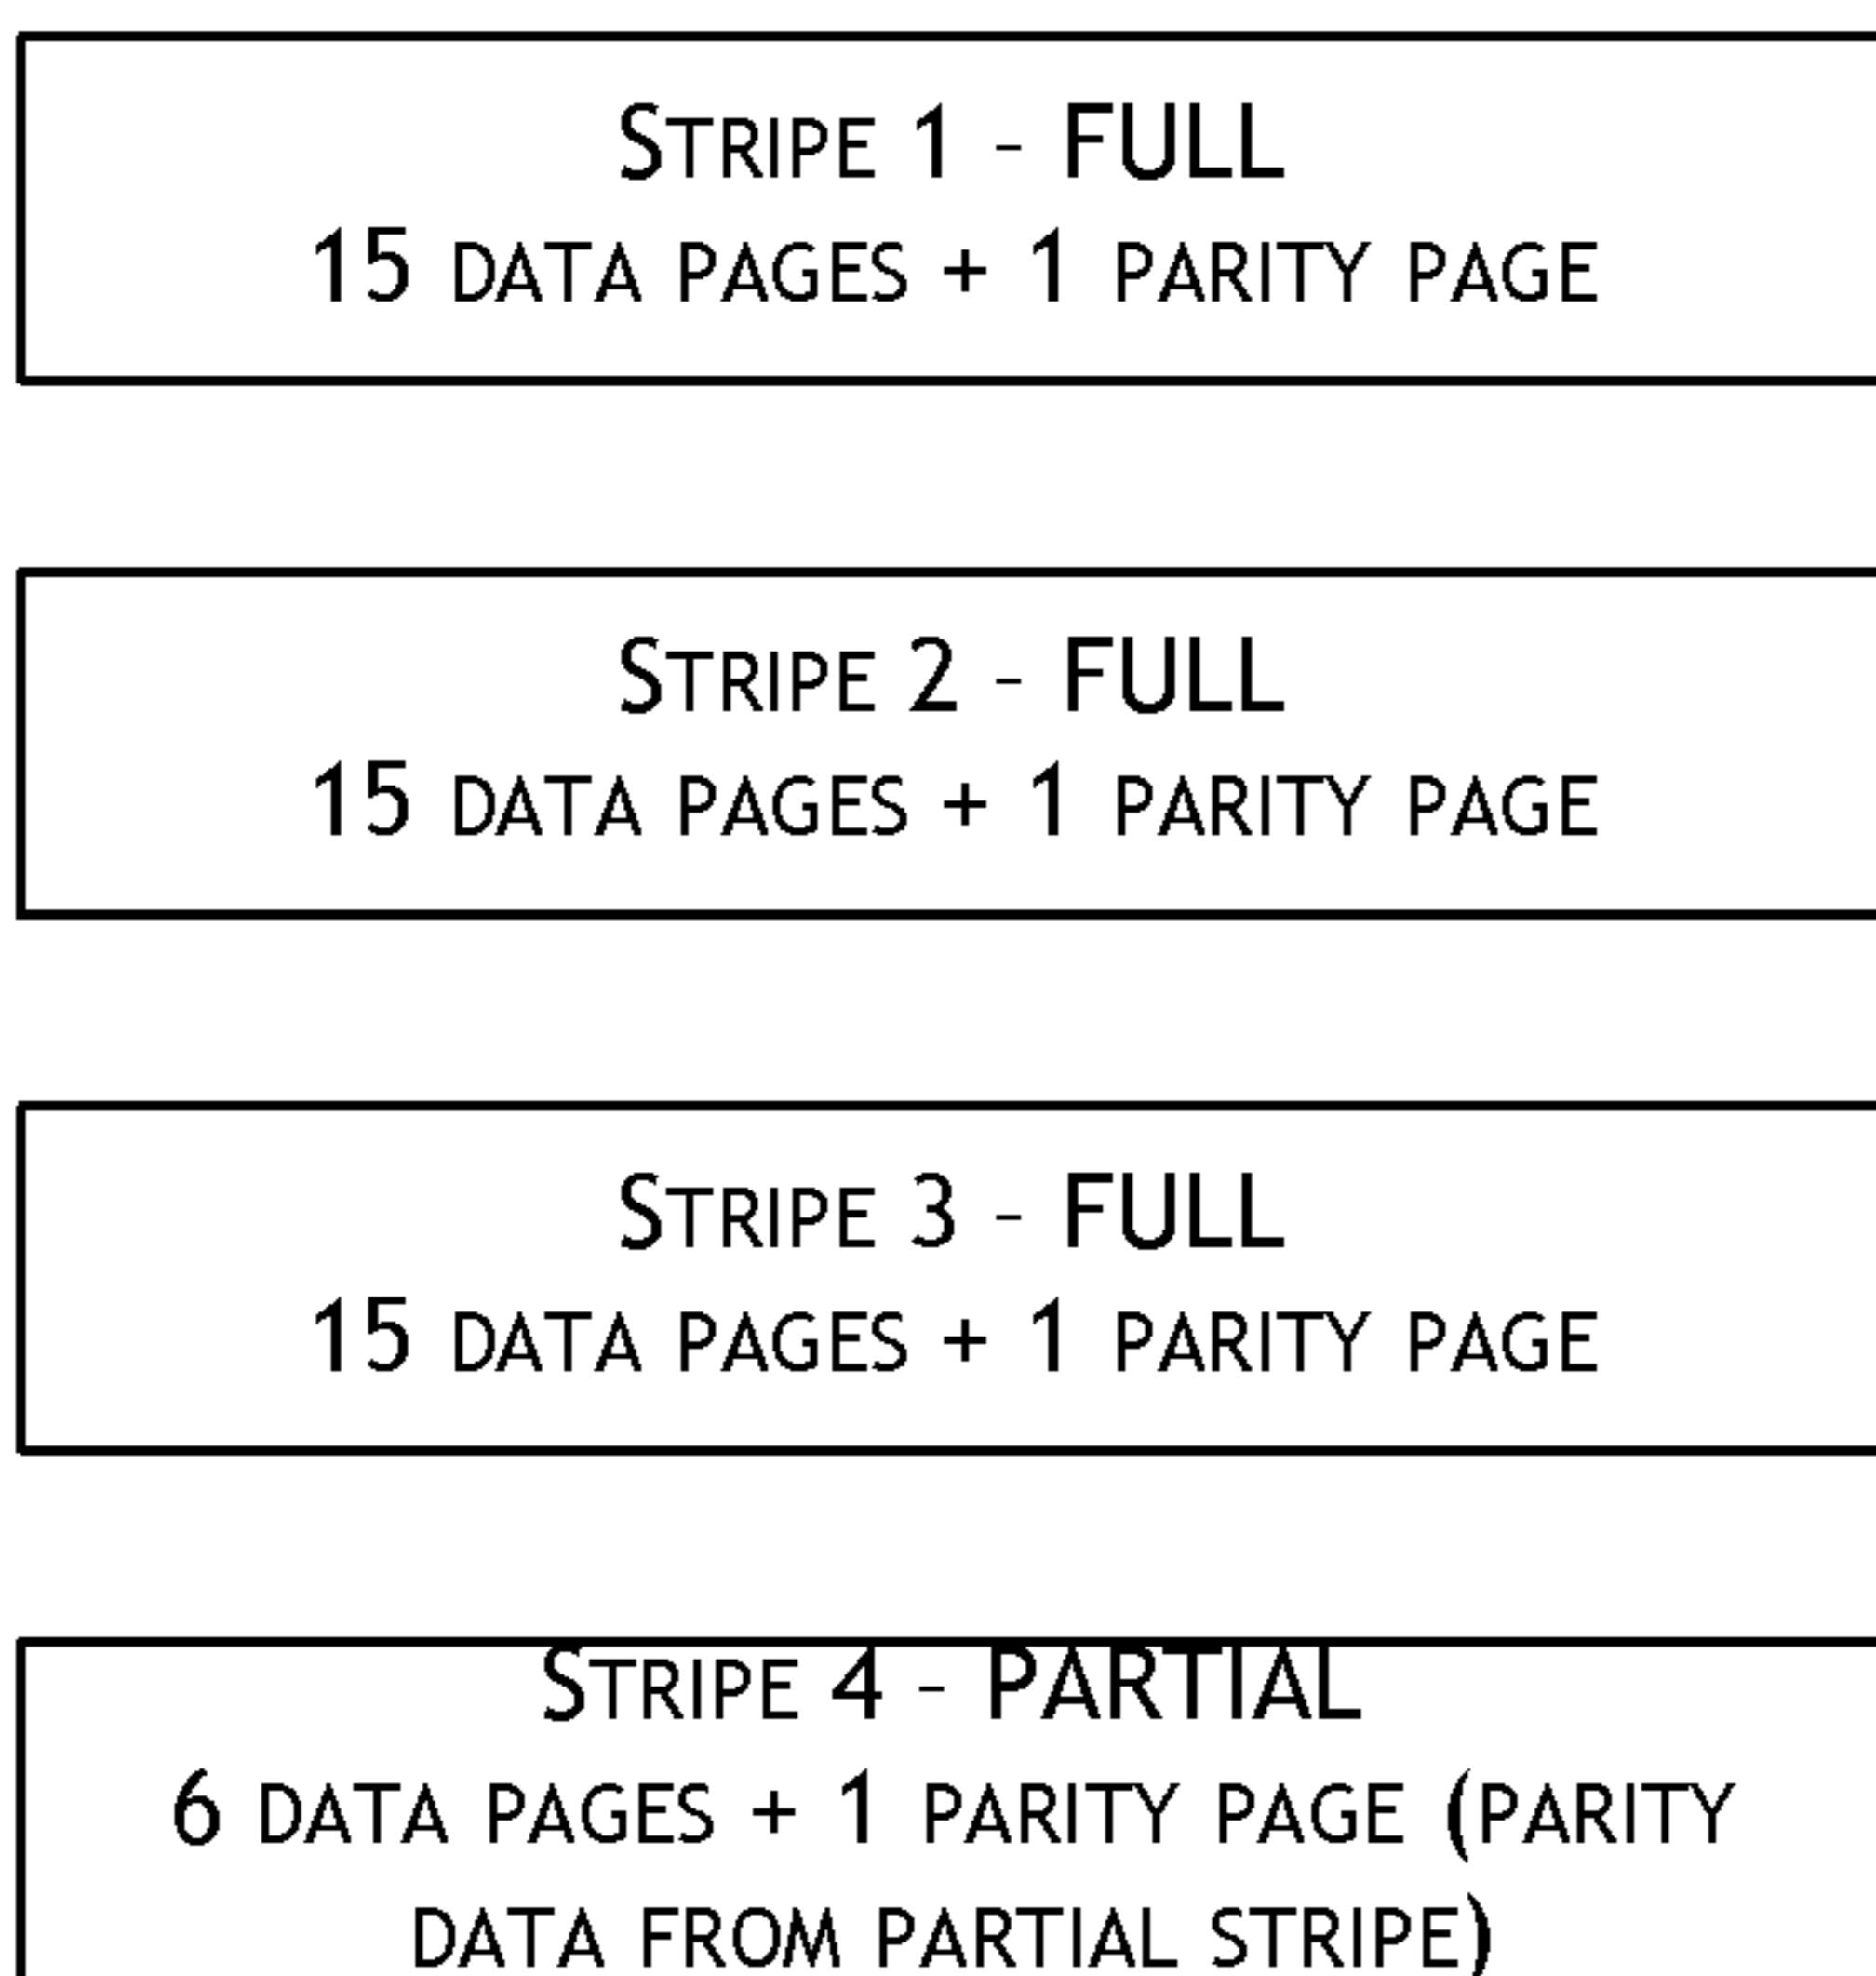 Stripe 1 - FULL
15 data pages + 1 parity page
Stripe 2 - FULL
15 data pages + 1 parity page
Stripe 3 - FULL
15 data pages + 1 parity page
Stripe 4 - PARTIAL
6 data pages + 1 parity page (parity
data from partial stripe)